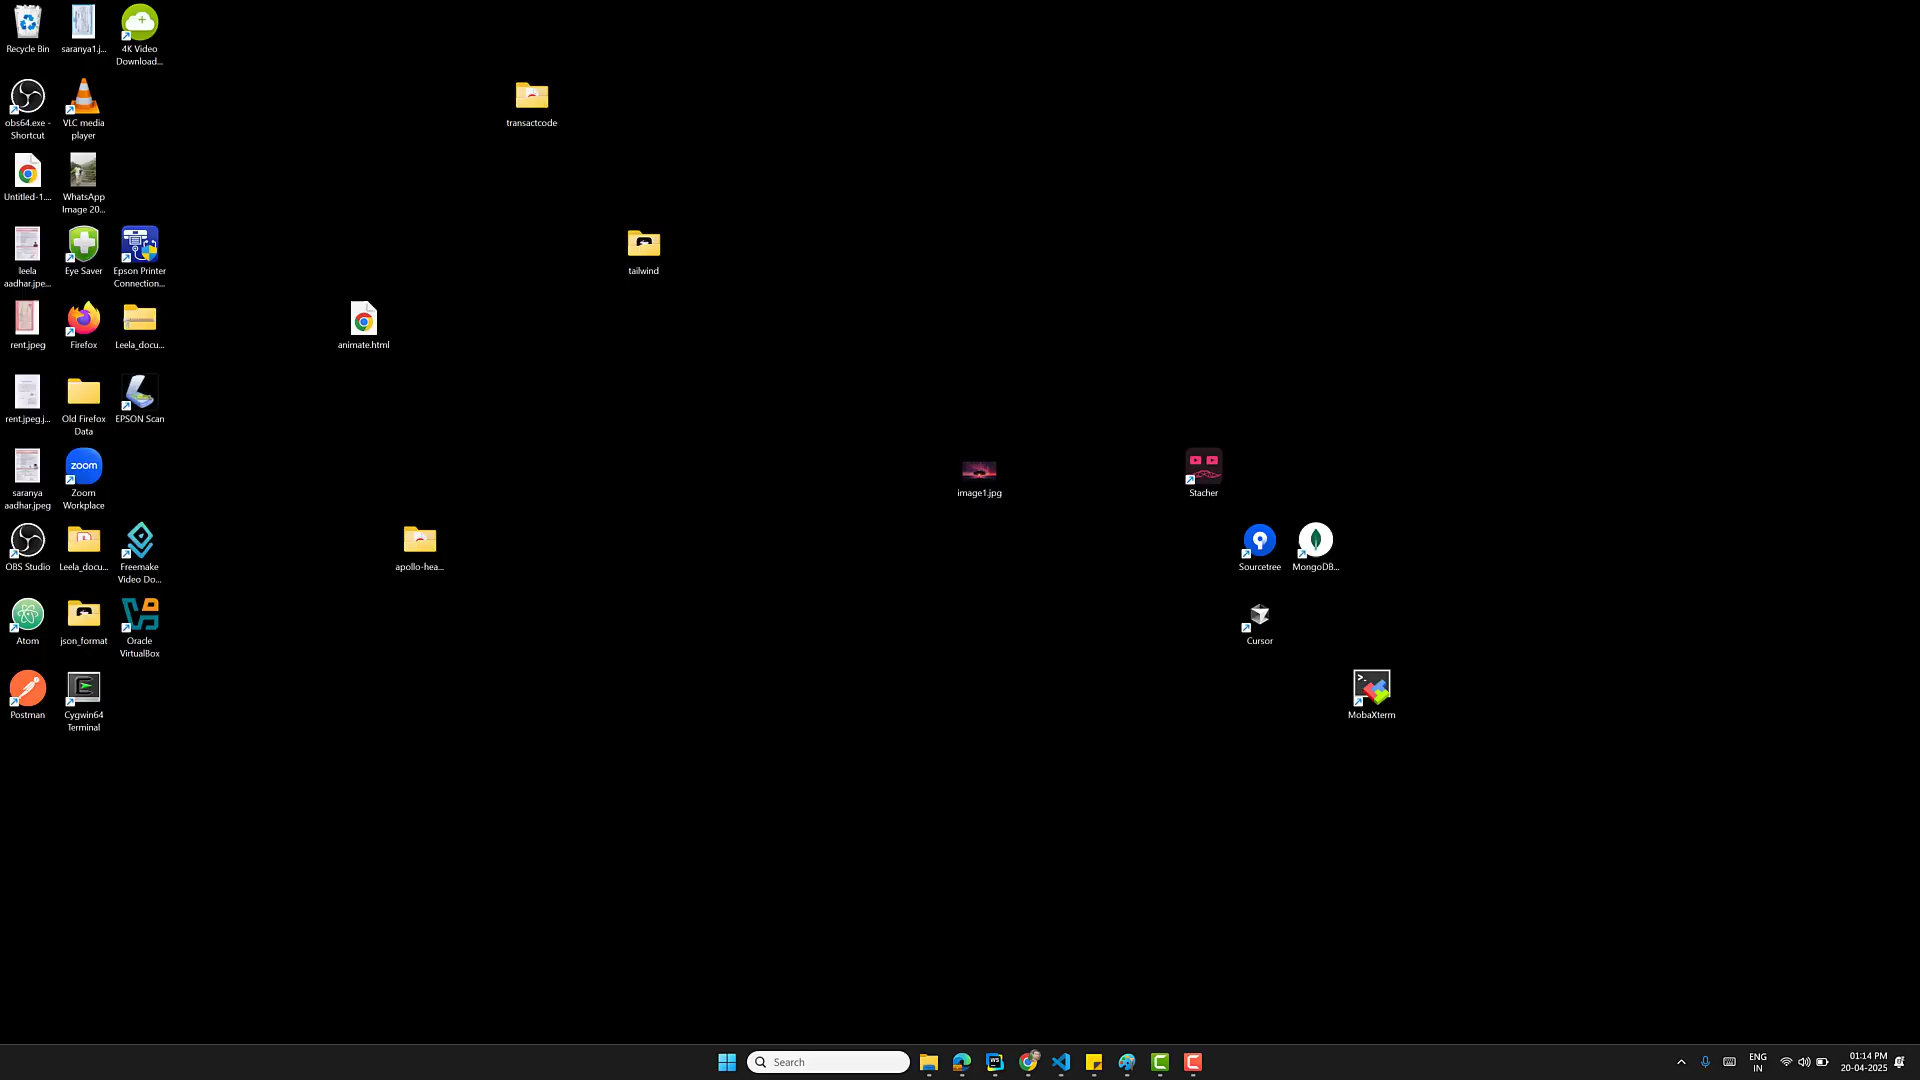 Recycle Bin
saranya1.j...
4K Video
Download...
obs64.exe -
Shortcut
VLC media
player
transactcode
Untitled-1....
WhatsApp
Image 20...
leela
aadhar.jpe...
Eye Saver
Epson Printer
Connection...
tailwind
rent.jpeg
Firefox
Leela_docu...
animate.html
rent.jpeg.j...
Old Firefox
Data
EPSON Scan
saranya
aadhar.jpeg
zoom
Zoom
Workplace
image1.jpg
Stacher
OBS Studio
Leela_docu...
Freemake
Video Do...
apollo-hea...
Sourcetree
MongoDB...
Atom
json_format
Oracle
VirtualBox
Cursor
Postman
Cygwin64
Terminal
MobaXterm
Search
WS
ENG
IN
01:14 PM
20-04-2025